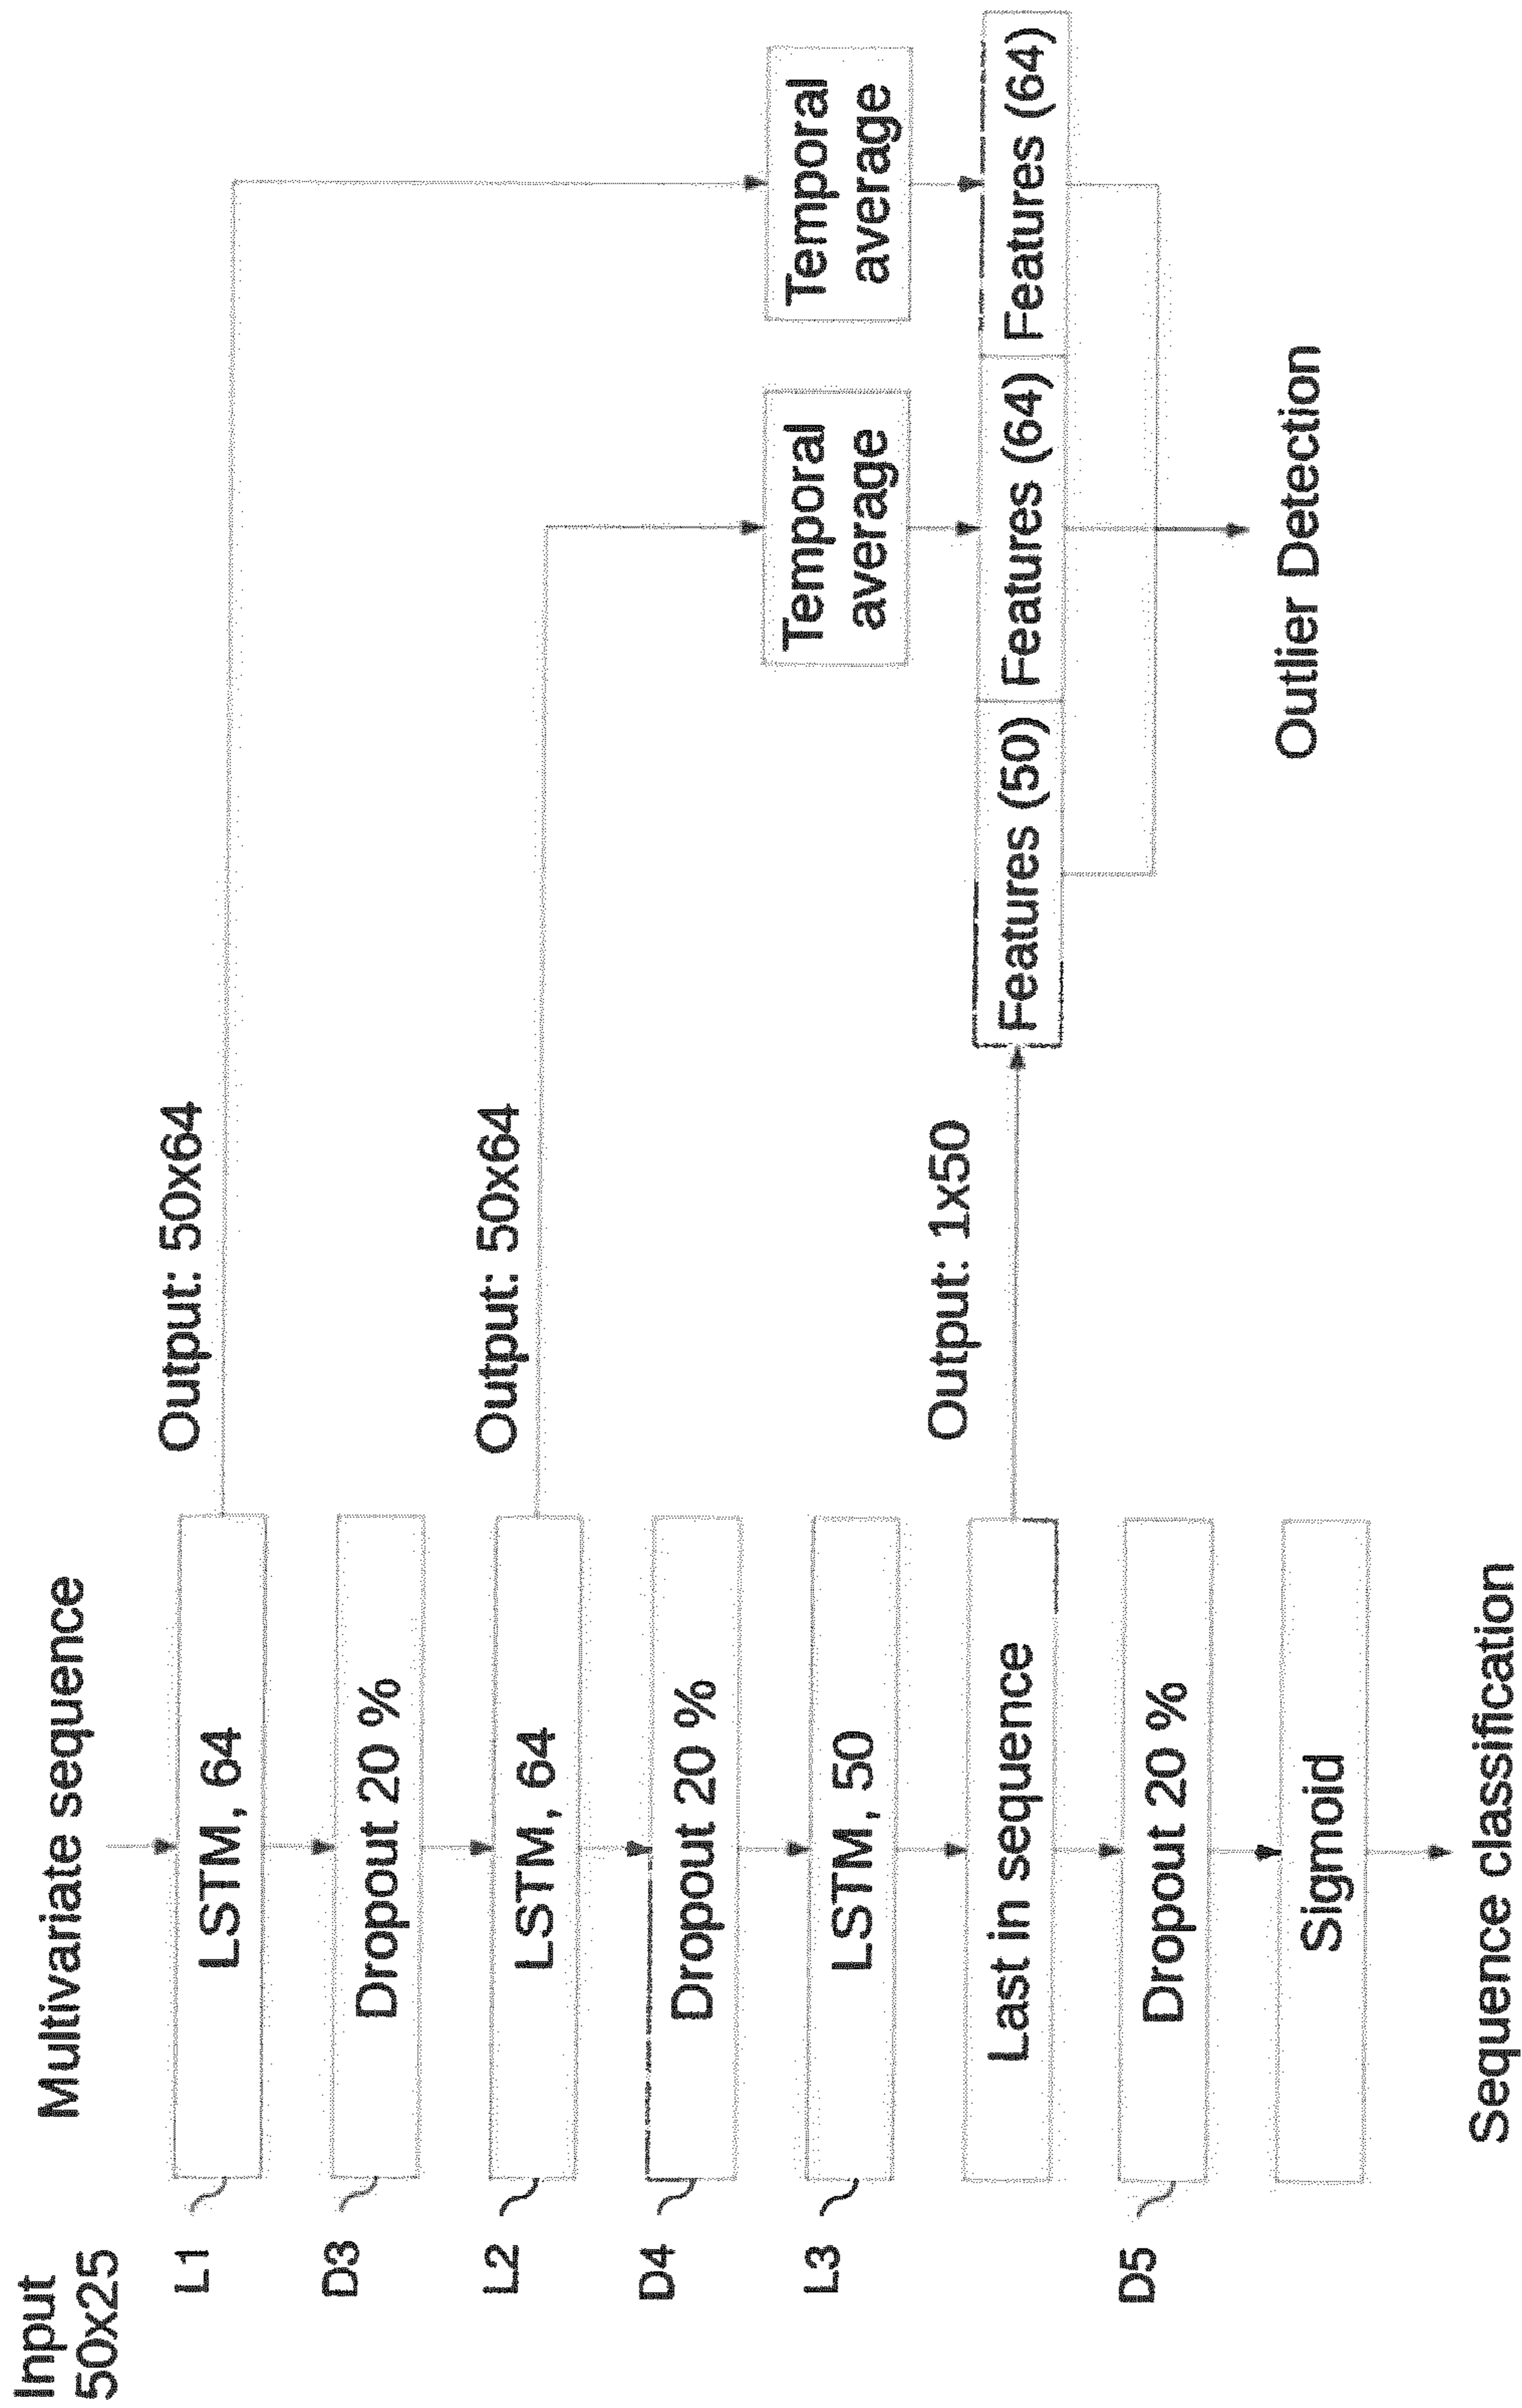 Input
50x25
Multivariate sequence
L1
LSTM, 64
Output: 50x64
D3
Dropout 20 %
L2
LSTM, 64
Output: 50x64
D4
Dropout 20 %
L3
LSTM, 50
Last in sequence
Output: 1x50
D5
Dropout 20 %
Sigmoid
Sequence classification
Temporal
average
Temporal
average
Features (50)
Features (64)
Features (64)
Outlier Detection